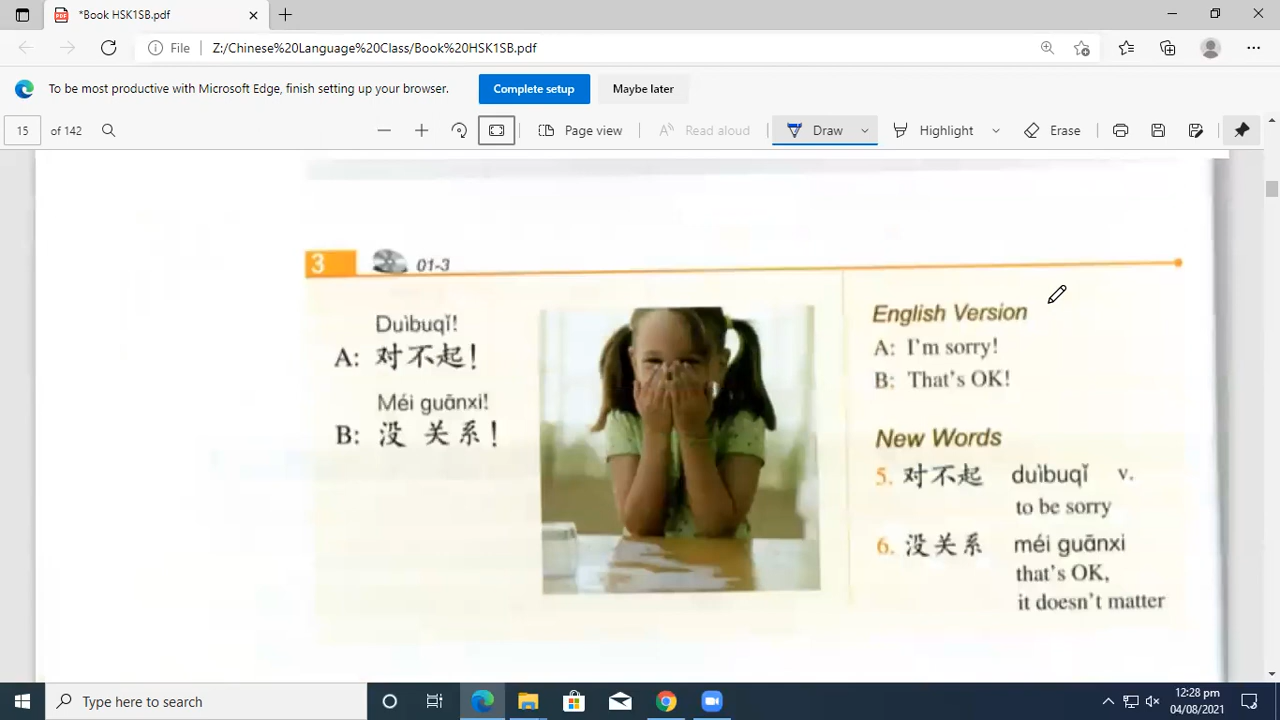 *Book HSK1SB.pdf
File Z:/Chinese%20Language%20Class/Book%20HSK1SB.pdf
To be most productive with Microsoft Edge, finish setting up your browser. Complete setup Maybe later
15 of 142 Page view Read aloud Draw Highlight Erase
3 01-3
Duìbuqǐ!
A: 对不起!
Méi guānxi!
B: 没 关系!
English Version
A: I'm sorry!
B: That's OK!
New Words
5. 对不起 duìbuqǐ v.
to be sorry
6. 没关系 méi guānxi
that's OK,
it doesn't matter
Type here to search
12:28 pm
04/08/2021